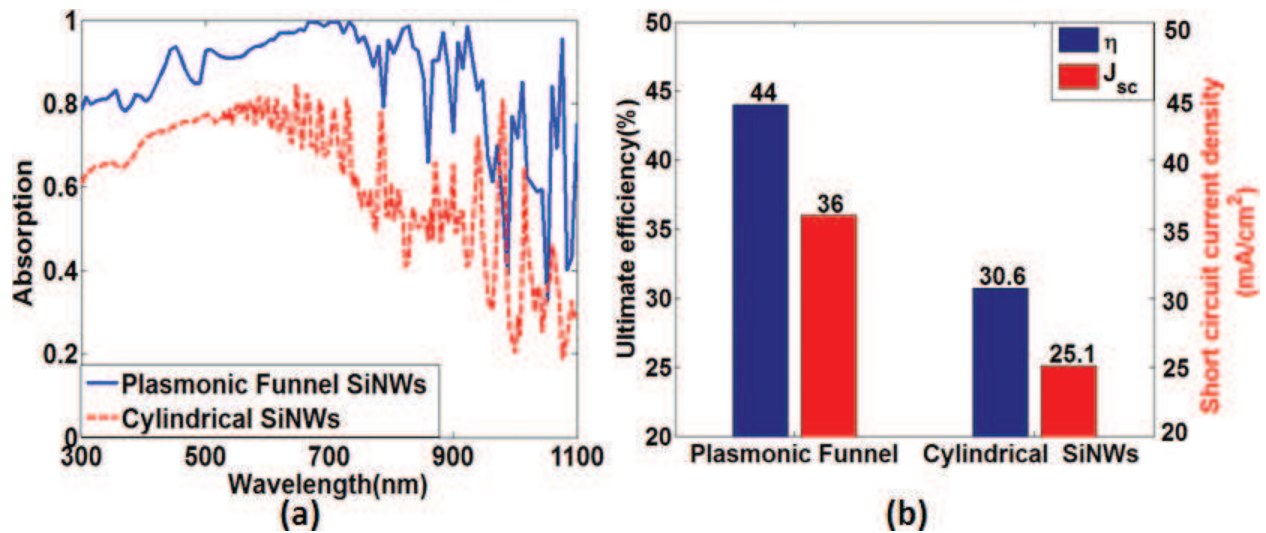 1
0.8
0.6
0.4
0.2
0
Absorption
Plasmonic Funnel SiNWs
Cylindrical SiNWs
300
500
700
900
1100
Wavelength(nm)
(a)
50
45
40
35
30
25
20
Ultimate efficiency(%)
η
J_sc
44
36
30.6
25.1
Plasmonic Funnel
Cylindrical SiNWs
50
45
40
35
30
25
20
Short circuit current density
(mA/cm²)
(b)